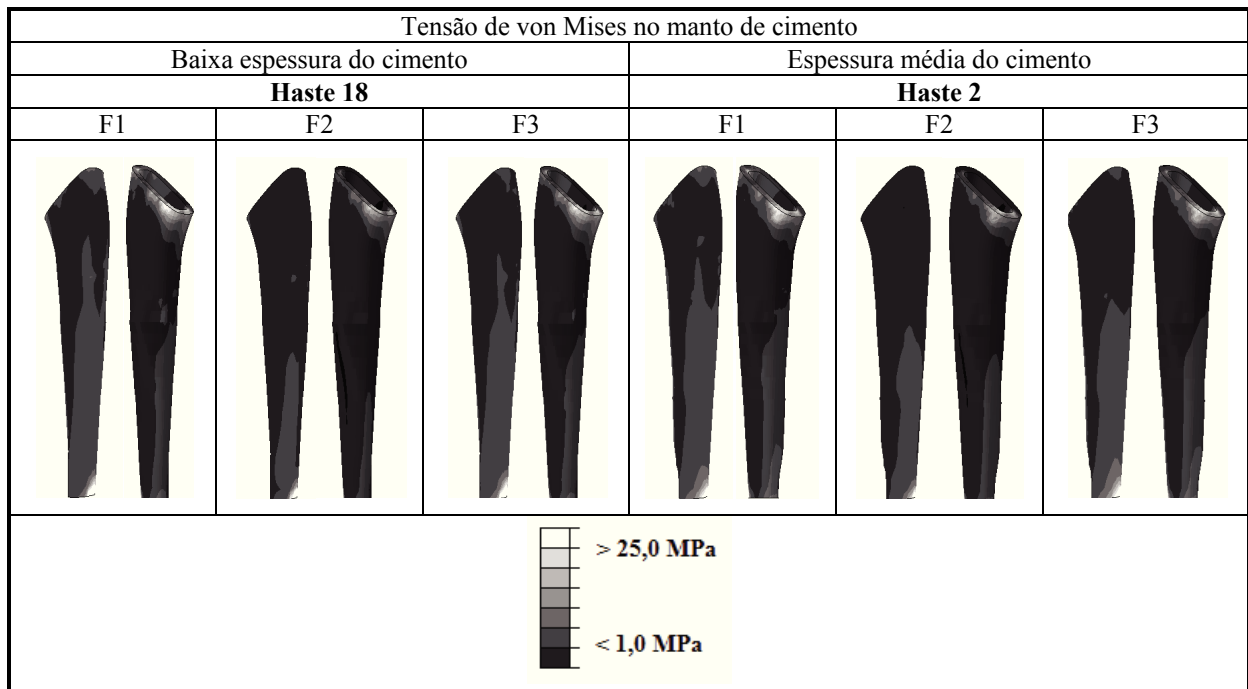 Tensão de von Mises no manto de cimento
Baixa espessura do cimento
Espessura média do cimento
Haste 18
Haste 2
F1
F2
F3
F1
F2
F3
> 25,0 MPa
< 1,0 MPa